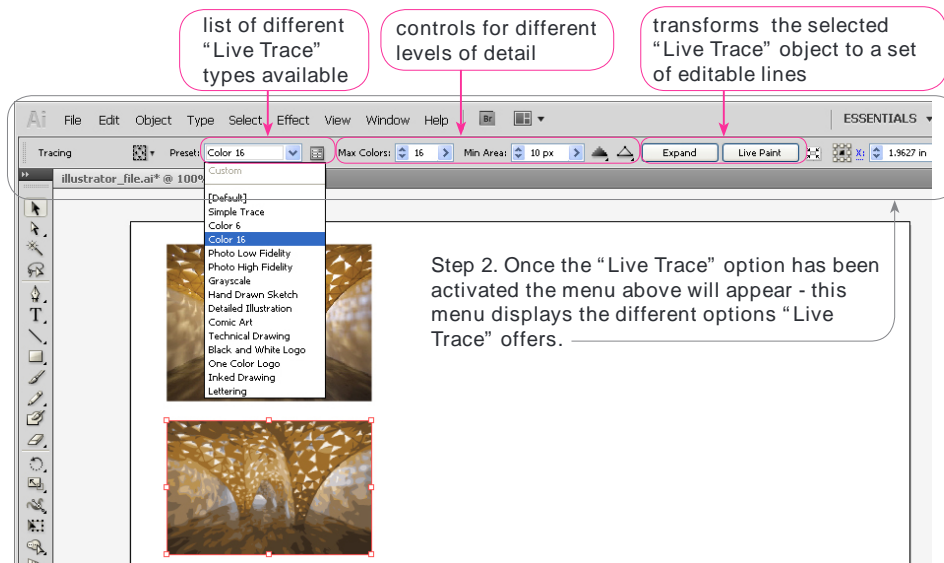 list of different
“Live Trace”
types available
controls for different
levels of detail
transforms the selected
“Live Trace” object to a set
of editable lines
Ai File Edit Object Type Select Effect View Window Help Br ESSENTIALS
Tracing Preset: Color 16 Max Colors: 16 Min Area: 10 px Expand Live Paint X: 1.9627 in
illustrator_file.ai* @ 100%
Custom
[Default]
Simple Trace
Color 6
Color 16
Photo Low Fidelity
Photo High Fidelity
Grayscale
Hand Drawn Sketch
Detailed Illustration
Comic Art
Technical Drawing
Black and White Logo
One Color Logo
Inked Drawing
Lettering
Step 2. Once the “Live Trace” option has been
activated the menu above will appear - this
menu displays the different options “Live
Trace” offers.